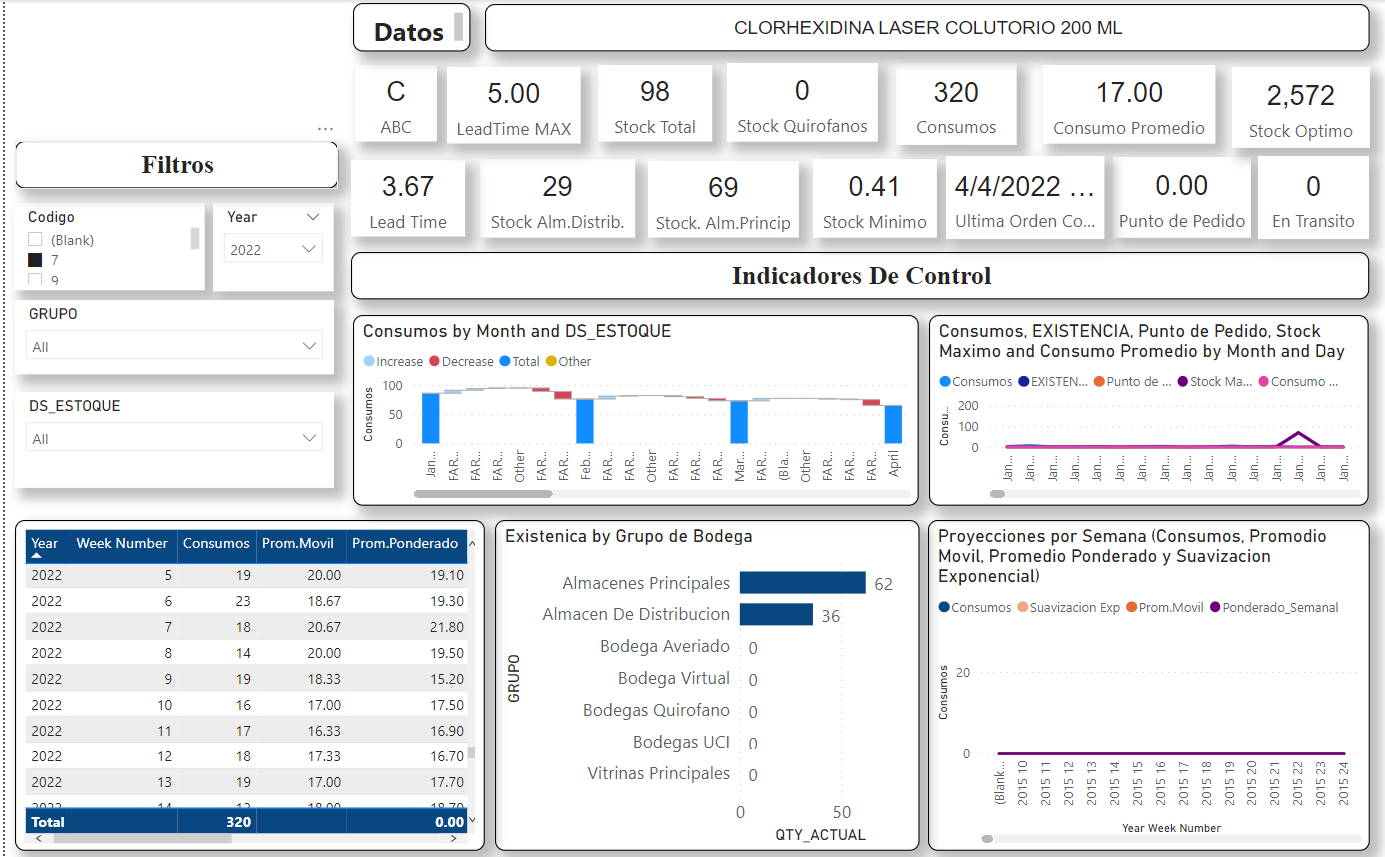 Datos
CLORHEXIDINA LASER COLUTORIO 200 ML
C
ABC
5.00
LeadTime MAX
98
Stock Total
0
Stock Quirofanos
320
Consumos
17.00
Consumo Promedio
2,572
Stock Optimo
3.67
Lead Time
29
Stock Alm.Distrib.
69
Stock. Alm.Princip
0.41
Stock Minimo
4/4/2022 ...
Ultima Orden Co...
0.00
Punto de Pedido
0
En Transito
Filtros
Codigo
(Blank)
7
9
Year
2022
GRUPO
All
DS_ESTOQUE
All
Indicadores De Control
Consumos by Month and DS_ESTOQUE
Increase Decrease Total Other
Consumos
100
50
0
Jan... FAR... FAR... FAR... Other FAR... FAR... Feb... FAR... FAR... Other FAR... FAR... FAR... Mar... FAR... (Bla... Other FAR... FAR... FAR... April
Consumos, EXISTENCIA, Punto de Pedido, Stock
Maximo and Consumo Promedio by Month and Day
Consumos EXISTEN... Punto de ... Stock Ma... Consumo ...
Consu...
200
100
0
Jan... Jan... Jan... Jan... Jan... Jan... Jan... Jan... Jan... Jan... Jan... Jan... Jan... Jan... Jan... Jan...
Year Week Number Consumos Prom.Movil Prom.Ponderado
2022 5 19 20.00 19.10
2022 6 23 18.67 19.30
2022 7 18 20.67 21.80
2022 8 14 20.00 19.50
2022 9 19 18.33 15.20
2022 10 16 17.00 17.50
2022 11 17 16.33 16.90
2022 12 18 17.33 16.70
2022 13 19 17.00 17.70
2022 14 12 18.00 18.70
Total 320 0.00
Existenica by Grupo de Bodega
GRUPO
Almacenes Principales 62
Almacen De Distribucion 36
Bodega Averiado 0
Bodega Virtual 0
Bodegas Quirofano 0
Bodegas UCI 0
Vitrinas Principales 0
0 50
QTY_ACTUAL
Proyecciones por Semana (Consumos, Promodio
Movil, Promedio Ponderado y Suavizacion
Exponencial)
Consumos Suavizacion Exp Prom.Movil Ponderado_Semanal
Consumos
20
0
(Blank... 2015 10 2015 11 2015 12 2015 13 2015 14 2015 15 2015 16 2015 17 2015 18 2015 19 2015 20 2015 21 2015 22 2015 23 2015 24
Year Week Number